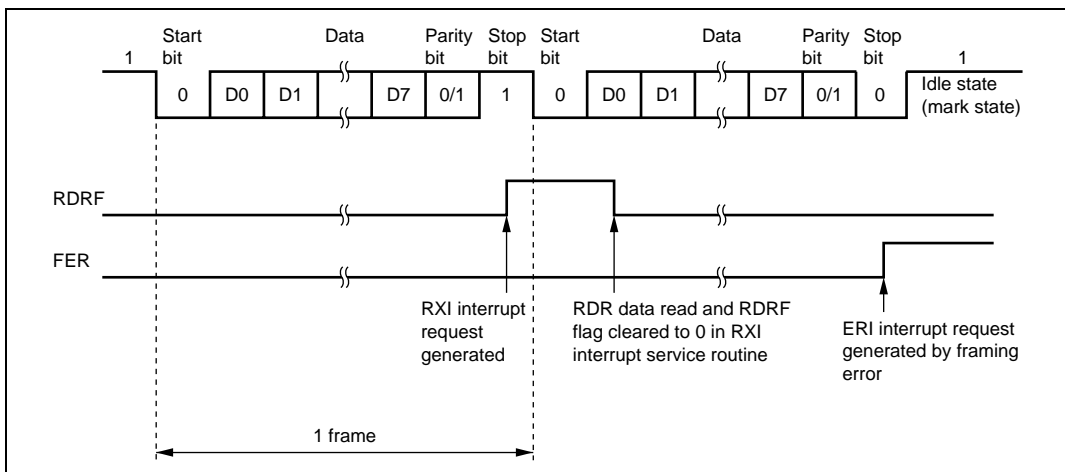 Start bit
Data
Parity bit
Stop bit
Start bit
Data
Parity bit
Stop bit
1
1
0
D0
D1
D7
0/1
1
0
D0
D1
D7
0/1
0
Idle state
(mark state)
RDRF
FER
RXI interrupt
request
generated
RDR data read and RDRF
flag cleared to 0 in RXI
interrupt service routine
ERI interrupt request
generated by framing
error
1 frame